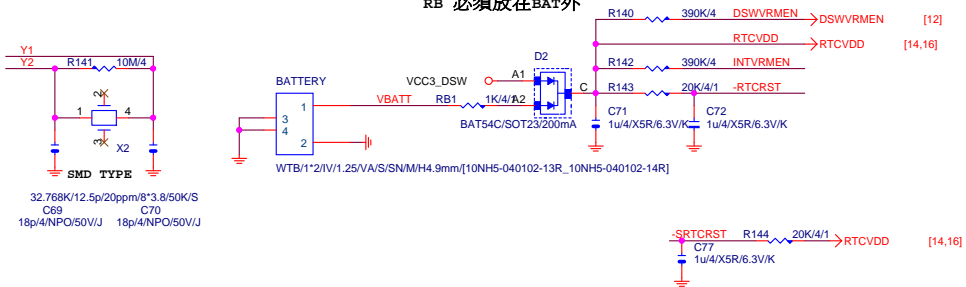 RB 必須放在BAT外
R140 390K/4 DSWVRMEN DSWVRMEN [12]
RTCVDD RTCVDD [14,16]
Y1
Y2 R141 10M/4
D2
R142 390K/4 INTVRMEN
BATTERY VCC3_DSW A1
C
R143 20K/4/1 -RTCRST
2
1 VBATT RB1 1K/4/1 A2
1 4
3
4
C71 C72
1u/4/X5R/6.3V/K 1u/4/X5R/6.3V/K
BAT54C/SOT23/200mA
3 X2
2
SMD TYPE
WTB/1*2/IV/1.25/VA/S/SN/M/H4.9mm/[10NH5-040102-13R_10NH5-040102-14R]
32.768K/12.5p/20ppm/8*3.8/50K/S
C69 C70
18p/4/NPO/50V/J 18p/4/NPO/50V/J
-SRTCRST R144 20K/4/1 RTCVDD [14,16]
C77
1u/4/X5R/6.3V/K